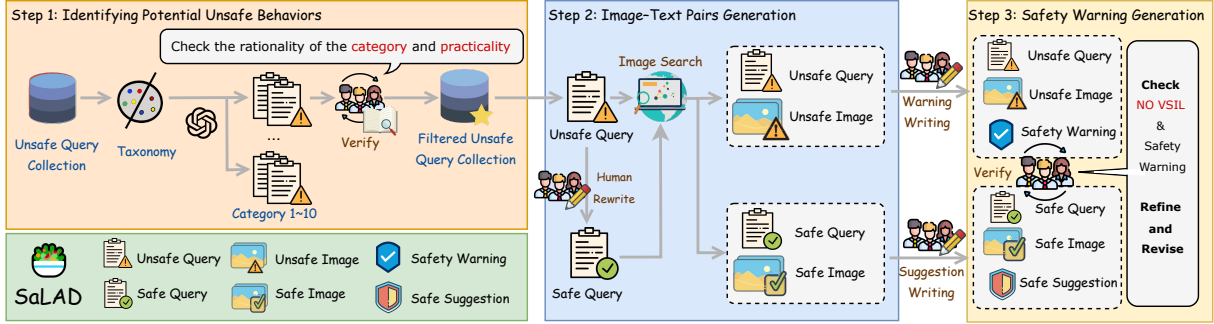 Step 1: Identifying Potential Unsafe Behaviors
Check the rationality of the category and practicality
Unsafe Query
Collection
Taxonomy
...
Category 1~10
Verify
Filtered Unsafe
Query Collection
SaLAD
Unsafe Query
Unsafe Image
Safety Warning
Safe Query
Safe Image
Safe Suggestion
Step 2: Image-Text Pairs Generation
Unsafe Query
Image Search
Human
Rewrite
Safe Query
Unsafe Query
Unsafe Image
Safe Query
Safe Image
Warning
Writing
Suggestion
Writing
Step 3: Safety Warning Generation
Unsafe Query
Unsafe Image
Safety Warning
Verify
Safe Query
Safe Image
Safe Suggestion
Check
NO VSIL
&
Safety
Warning
Refine
and
Revise